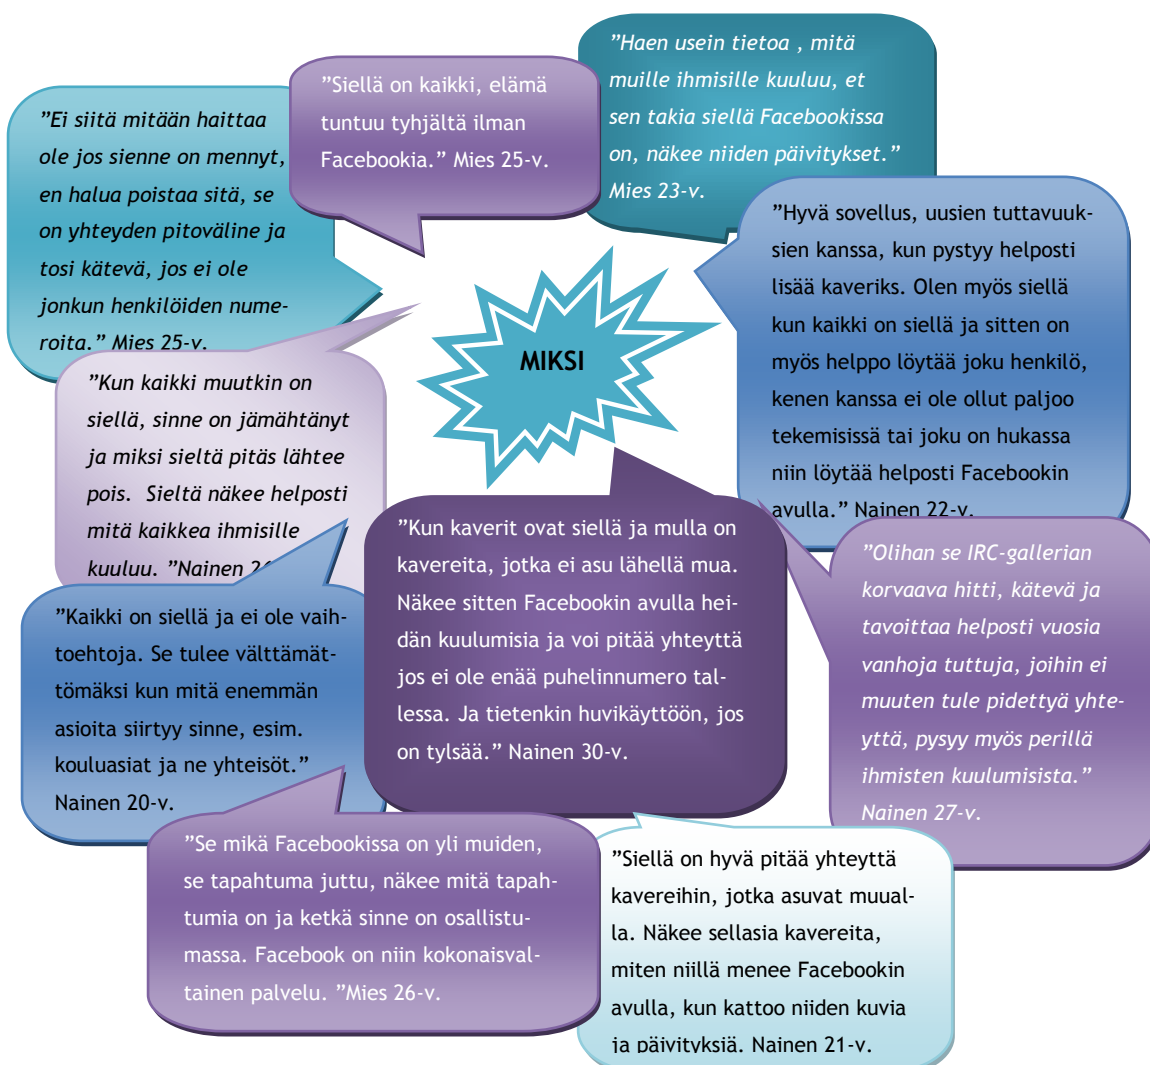 ”Haen usein tietoa , mitä
muille ihmisille kuuluu, et
sen takia siellä Facebookissa
on, näkee niiden päivitykset.”
Mies 23-v.
”Siellä on kaikki, elämä
tuntuu tyhjältä ilman
Facebookia.” Mies 25-v.
”Ei siitä mitään haittaa
ole jos sienne on mennyt,
en halua poistaa sitä, se
on yhteyden pitoväline ja
tosi kätevä, jos ei ole
jonkun henkilöiden nume-
roita.” Mies 25-v.
”Hyvä sovellus, uusien tuttavuuk-
sien kanssa, kun pystyy helposti
lisää kaveriks. Olen myös siellä
kun kaikki on siellä ja sitten on
myös helppo löytää joku henkilö,
kenen kanssa ei ole ollut paljoo
tekemisissä tai joku on hukassa
niin löytää helposti Facebookin
avulla.” Nainen 22-v.
MIKSI
”Kun kaikki muutkin on
siellä, sinne on jämähtänyt
ja miksi sieltä pitäs lähtee
pois.  Sieltä näkee helposti
mitä kaikkea ihmisille
kuuluu. ”Nainen
”Kun kaverit ovat siellä ja mulla on
kavereita, jotka ei asu lähellä mua.
Näkee sitten Facebookin avulla hei-
dän kuulumisia ja voi pitää yhteyttä
jos ei ole enää puhelinnumero tal-
lessa. Ja tietenkin huvikäyttöön, jos
on tylsää.” Nainen 30-v.
”Olihan se IRC-gallerian
korvaava hitti, kätevä ja
tavoittaa helposti vuosia
vanhoja tuttuja, joihin ei
muuten tule pidettyä yhte-
yttä, pysyy myös perillä
ihmisten kuulumisista.”
Nainen 27-v.
”Kaikki on siellä ja ei ole vaih-
toehtoja. Se tulee välttämät-
tömäksi kun mitä enemmän
asioita siirtyy sinne, esim.
kouluasiat ja ne yhteisöt.”
Nainen 20-v.
”Se mikä Facebookissa on yli muiden,
se tapahtuma juttu, näkee mitä tapah-
tumia on ja ketkä sinne on osallistu-
massa. Facebook on niin kokonaisval-
tainen palvelu. ”Mies 26-v.
”Siellä on hyvä pitää yhteyttä
kavereihin, jotka asuvat muual-
la. Näkee sellasia kavereita,
miten niillä menee Facebookin
avulla, kun kattoo niiden kuvia
ja päivityksiä. Nainen 21-v.